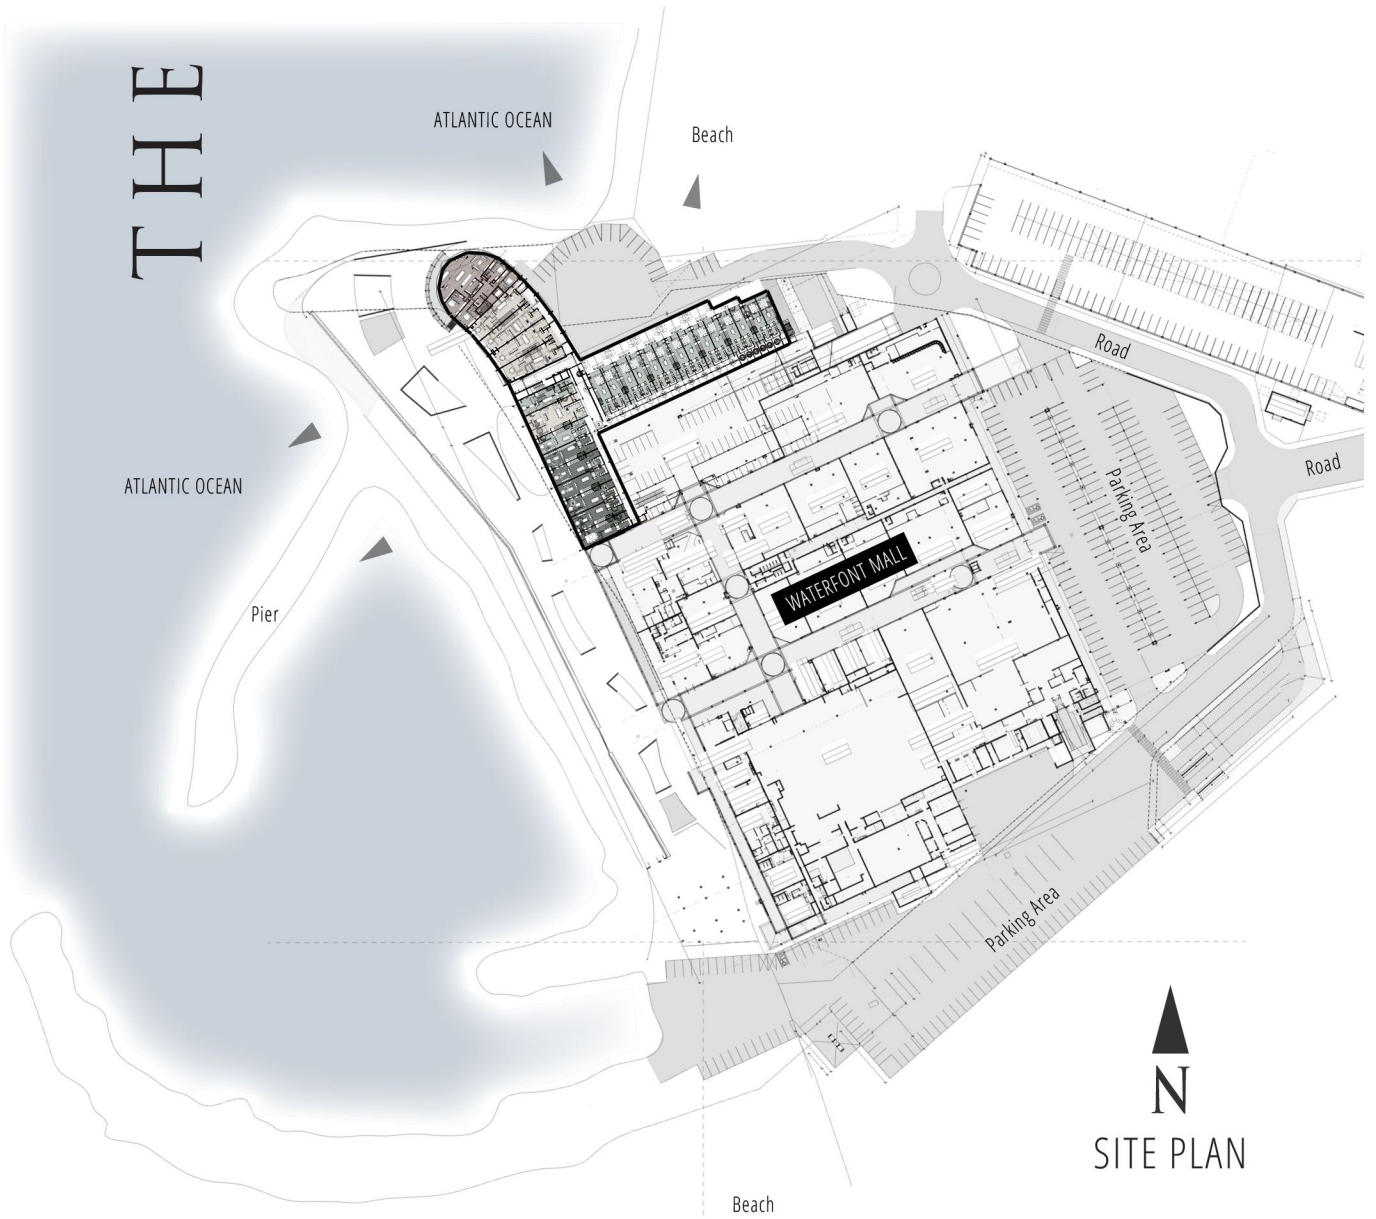 THE
ATLANTIC OCEAN
Beach
Road
Road
ATLANTIC OCEAN
Parking Area
WATERFONT MALL
Pier
Parking Area
N
SITE PLAN
Beach